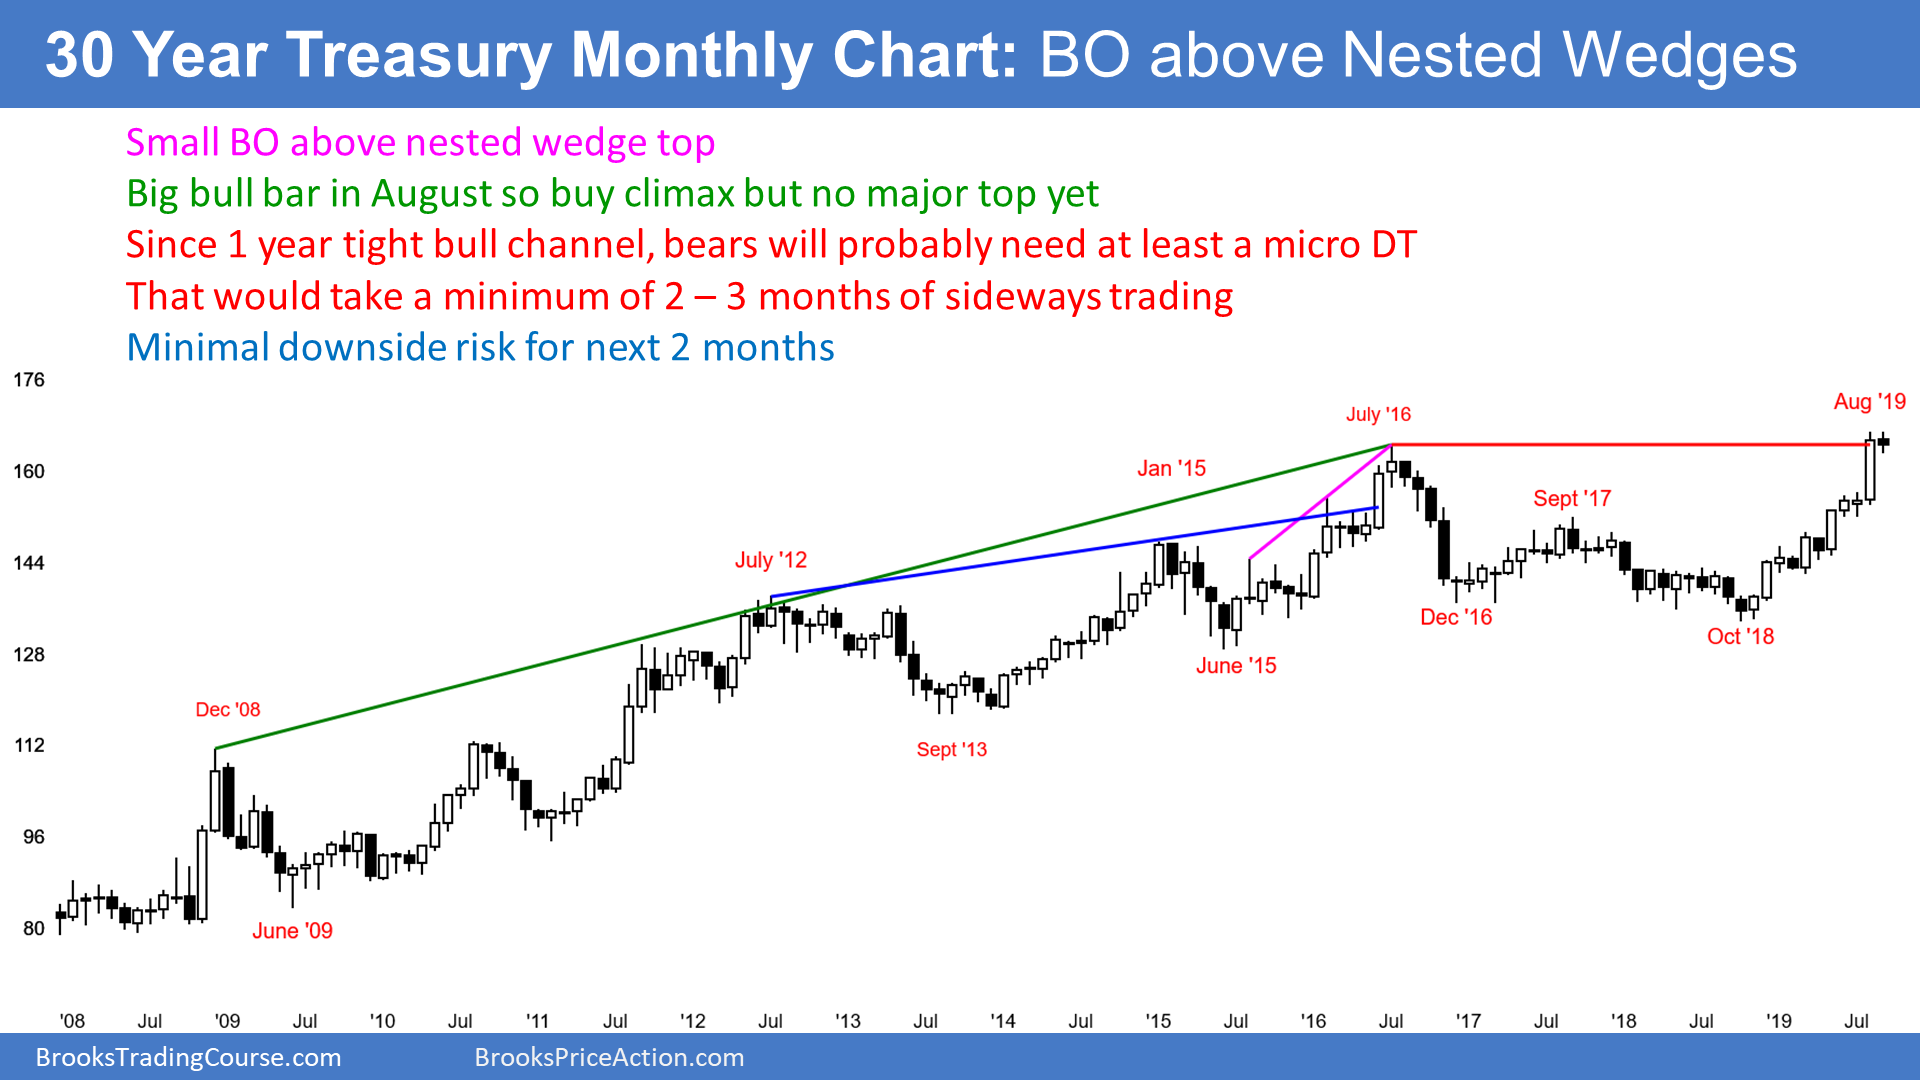 30 Year Treasury Monthly Chart: BO above Nested Wedges
Small BO above nested wedge top
Big bull bar in August so buy climax but no major top yet
Since 1 year tight bull channel, bears will probably need at least a micro DT
That would take a minimum of 2 – 3 months of sideways trading
Minimal downside risk for next 2 months
176
Aug '19
July '16
Jan '15
160
Sept '17
July '12
144
Dec '16
Oct '18
128
June '15
Dec '08
112
Sept '13
96
80
June '09
'08 Jul '09 Jul '10 Jul '11 Jul '12 Jul '13 Jul '14 Jul '15 Jul '16 Jul '17 Jul '18 Jul '19 Jul
BrooksTradingCourse.com BrooksPriceAction.com